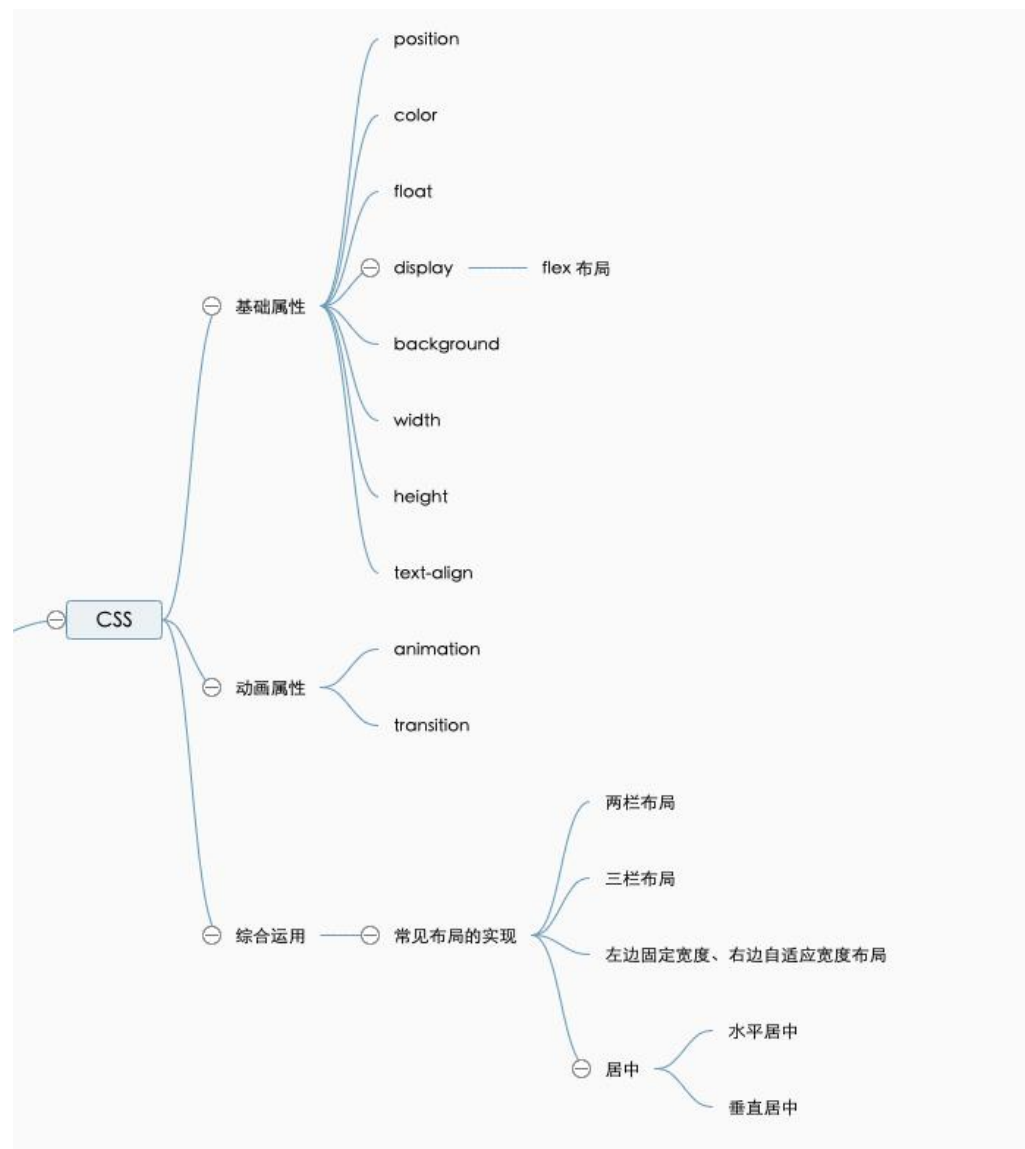 position
color
float
display
flex 布局
基础属性
background
width
height
text-align
CSS
animation
动画属性
transition
两栏布局
三栏布局
综合运用
常见布局的实现
左边固定宽度、右边自适应宽度布局
水平居中
居中
垂直居中